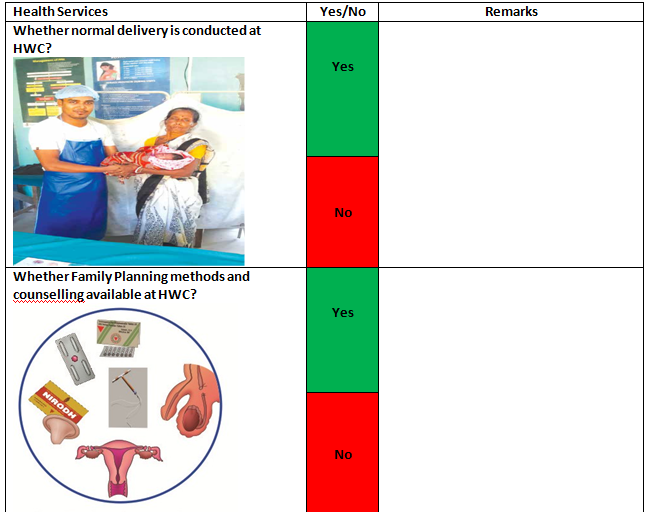 Health Services Yes/No Remarks
Whether normal delivery is conducted at
HWC?
Yes
No
Whether Family Planning methods and
counselling available at HWC?
Yes
NIRODH
No